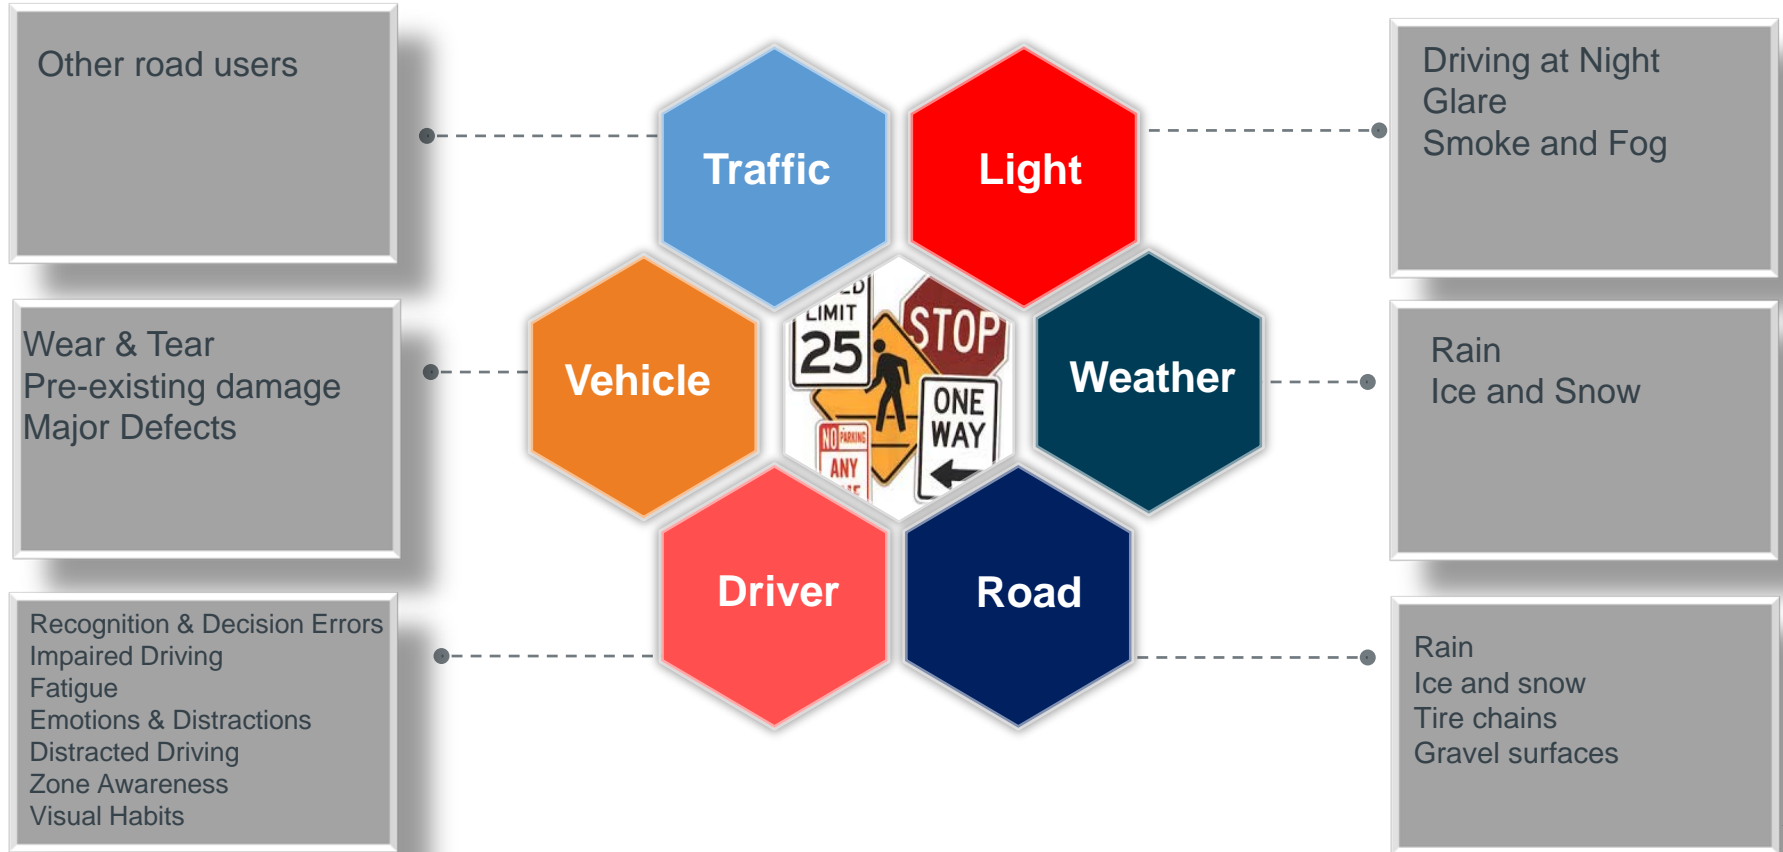 Other road users
Wear & Tear
Pre-existing damage
Major Defects
Recognition & Decision Errors
Impaired Driving
Fatigue
Emotions & Distractions
Distracted Driving
Zone Awareness
Visual Habits
Traffic
Light
Vehicle
Weather
Driver
Road
LIMIT
25
STOP
ONE
WAY
NO PARKING
ANY
Driving at Night
Glare
Smoke and Fog
Rain
Ice and Snow
Rain
Ice and snow
Tire chains
Gravel surfaces